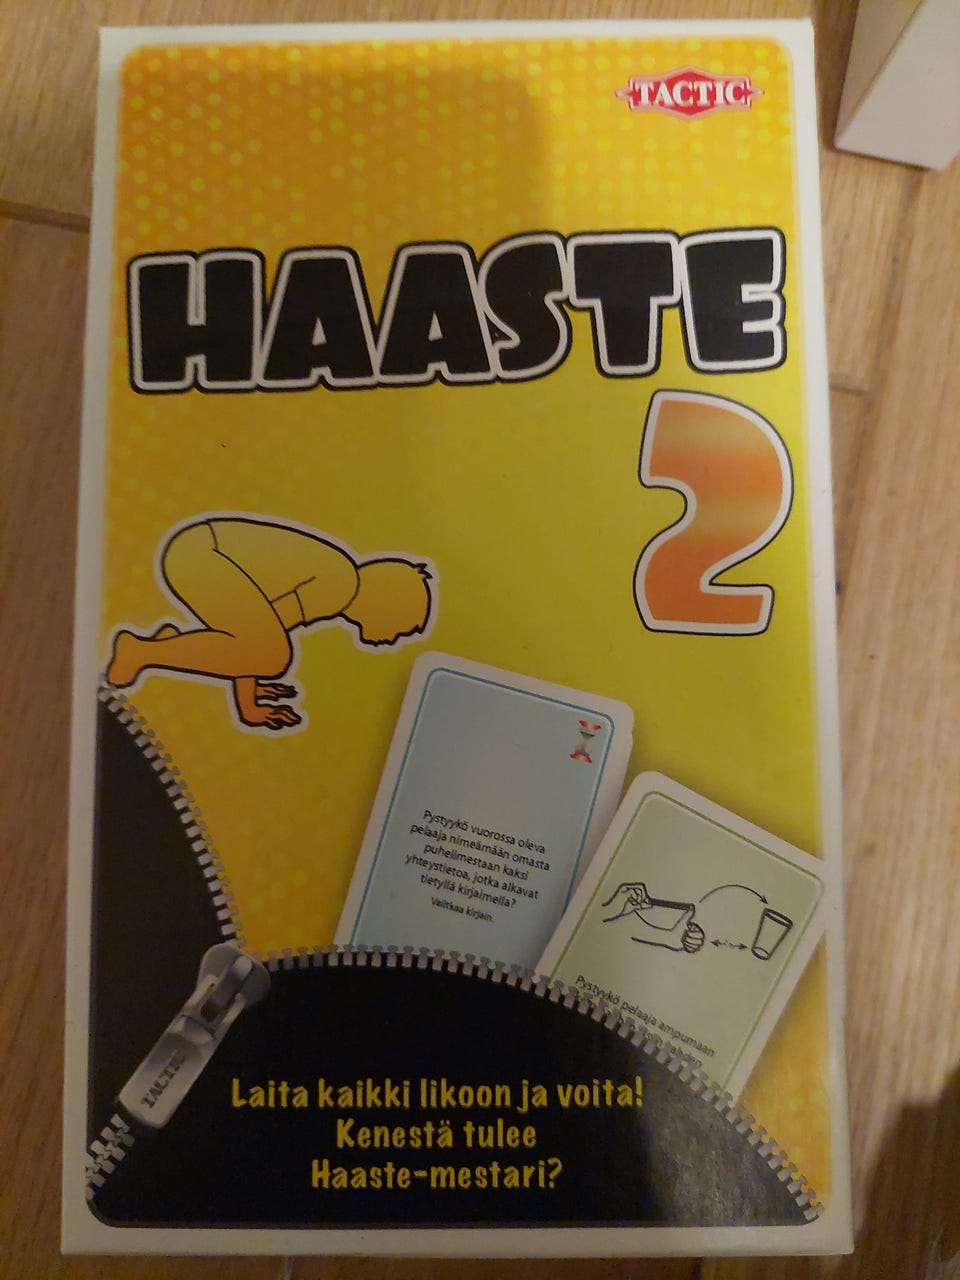 TACTIC
HAASTE
2
Pystyykö vuorossa oleva
pelaaja nimeämään omasta
puhelimestaan kaksi
yhteystietoa, jotka alkavat
tietyllä kirjaimella?
Valitkaa kirjain.
Pystyykö pelaaja ampumaan
kahden
TACTIC
Laita kaikki likoon ja voita!
Kenestä tulee
Haaste-mestari?